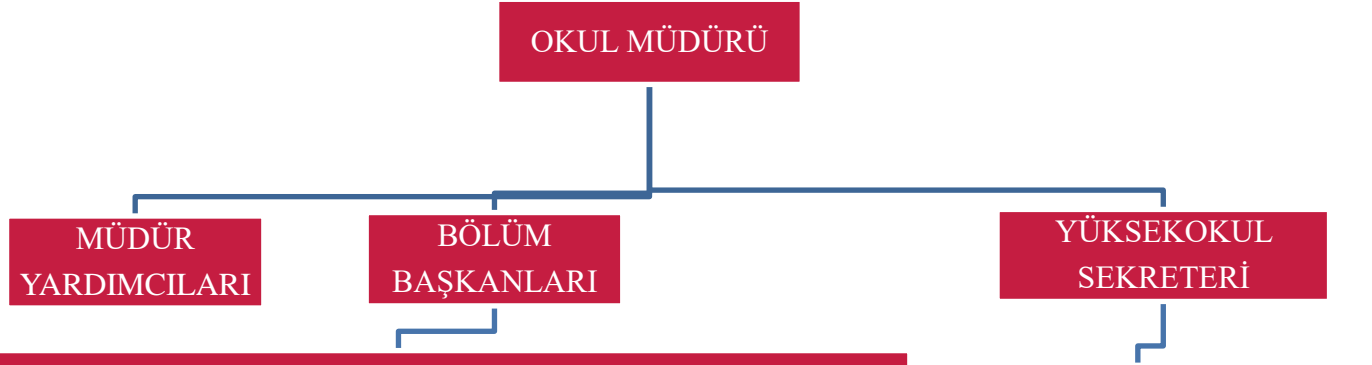 OKUL MÜDÜRÜ
MÜDÜR
YARDIMCILARI
BÖLÜM
BAŞKANLARI
YÜKSEKOKUL
SEKRETERİ